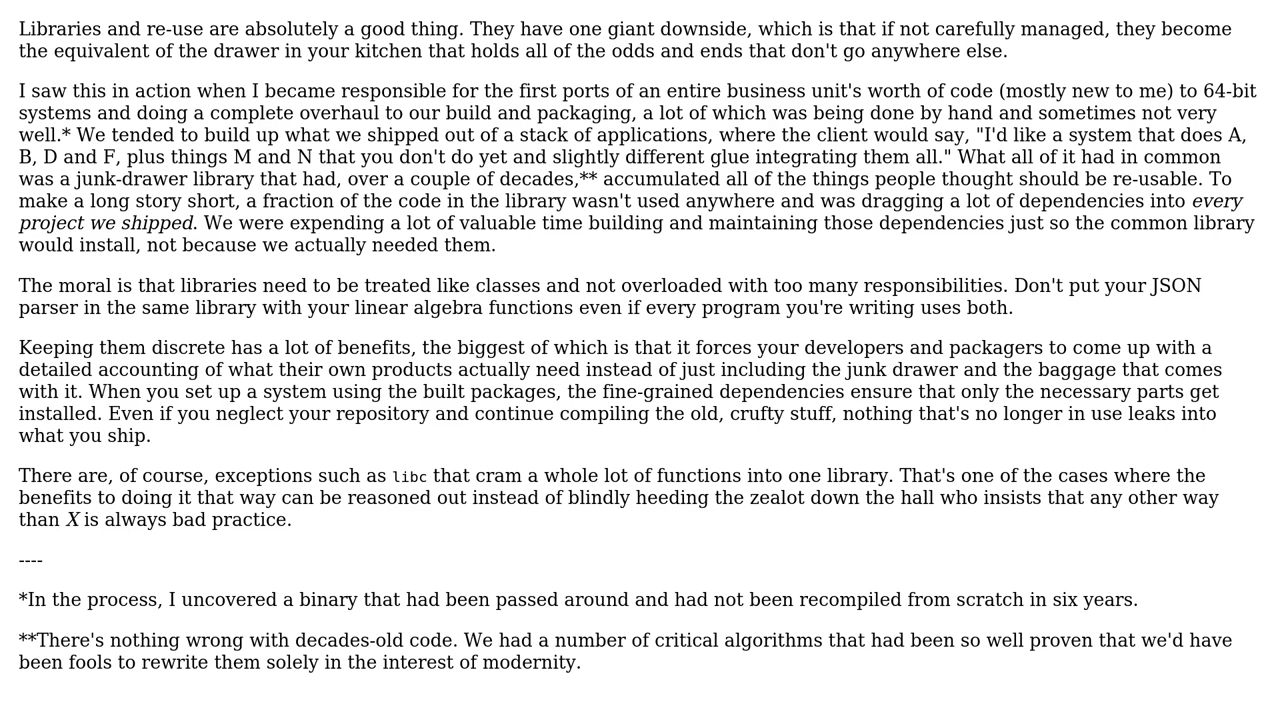 Libraries and re-use are absolutely a good thing. They have one giant downside, which is that if not carefully managed, they become
the equivalent of the drawer in your kitchen that holds all of the odds and ends that don't go anywhere else.
I saw this in action when I became responsible for the first ports of an entire business unit's worth of code (mostly new to me) to 64-bit
systems and doing a complete overhaul to our build and packaging, a lot of which was being done by hand and sometimes not very
well.* We tended to build up what we shipped out of a stack of applications, where the client would say, "I'd like a system that does A,
B, D and F, plus things M and N that you don't do yet and slightly different glue integrating them all." What all of it had in common
was a junk-drawer library that had, over a couple of decades,** accumulated all of the things people thought should be re-usable. To
make a long story short, a fraction of the code in the library wasn't used anywhere and was dragging a lot of dependencies into every
project we shipped. We were expending a lot of valuable time building and maintaining those dependencies just so the common library
would install, not because we actually needed them.
The moral is that libraries need to be treated like classes and not overloaded with too many responsibilities. Don't put your JSON
parser in the same library with your linear algebra functions even if every program you're writing uses both.
Keeping them discrete has a lot of benefits, the biggest of which is that it forces your developers and packagers to come up with a
detailed accounting of what their own products actually need instead of just including the junk drawer and the baggage that comes
with it. When you set up a system using the built packages, the fine-grained dependencies ensure that only the necessary parts get
installed. Even if you neglect your repository and continue compiling the old, crufty stuff, nothing that's no longer in use leaks into
what you ship.
There are, of course, exceptions such as libc that cram a whole lot of functions into one library. That's one of the cases where the
benefits to doing it that way can be reasoned out instead of blindly heeding the zealot down the hall who insists that any other way
than X is always bad practice.
----
*In the process, I uncovered a binary that had been passed around and had not been recompiled from scratch in six years.
**There's nothing wrong with decades-old code. We had a number of critical algorithms that had been so well proven that we'd have
been fools to rewrite them solely in the interest of modernity.